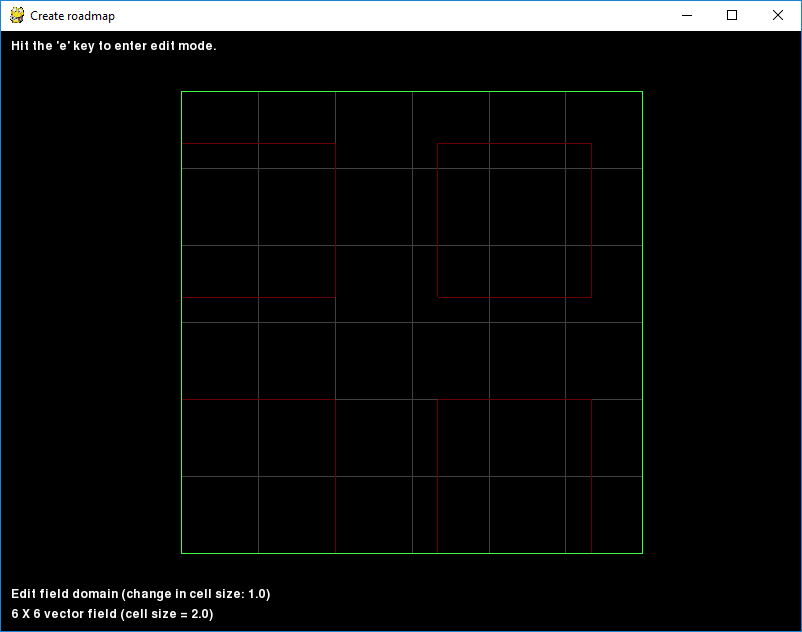 Create roadmap
Hit the 'e' key to enter edit mode.
Edit field domain (change in cell size: 1.0)
6 X 6 vector field (cell size = 2.0)